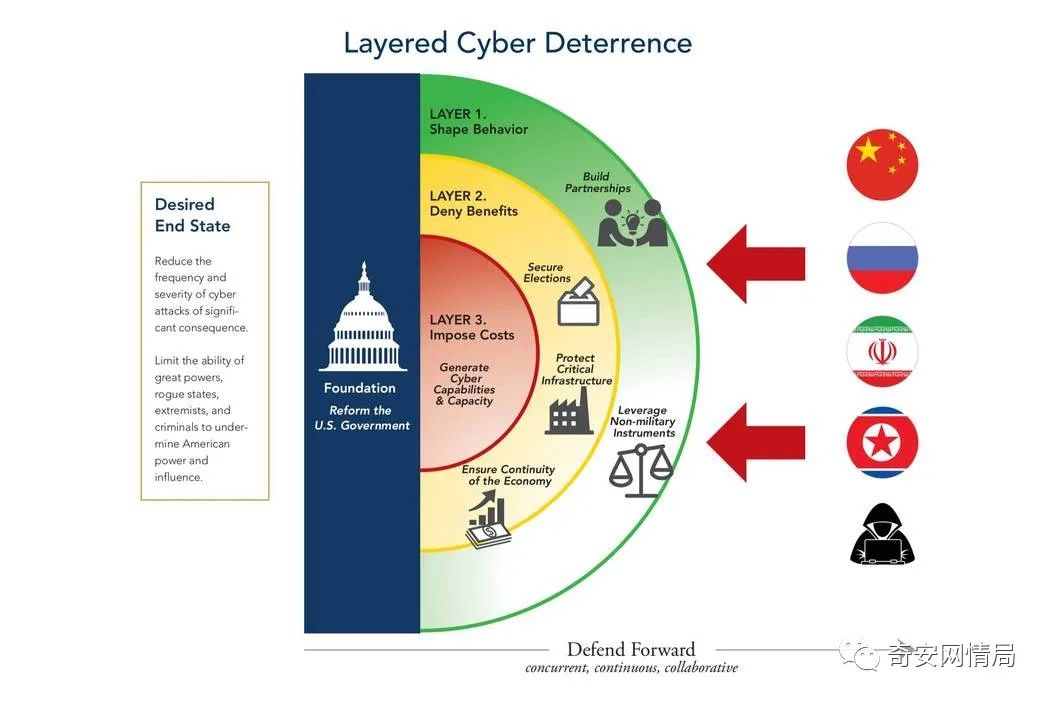 Layered Cyber Deterrence
Desired
End State
Reduce the
frequency and
severity of cyber
attacks of signifi-
cant consequence.
Limit the ability of
great powers,
rogue states,
extremists, and
criminals to under-
mine American
power and
influence.
Foundation
Reform the
U.S. Government
LAYER 1.
Shape Behavior
Build
Partnerships
Leverage
Non-military
Instruments
LAYER 2.
Deny Benefits
Secure
Elections
Protect
Critical
Infrastructure
Ensure Continuity
of the Economy
LAYER 3.
Impose Costs
Generate
Cyber
Capabilities
& Capacity
Defend Forward
concurrent, continuous, collaborative
奇安网情局